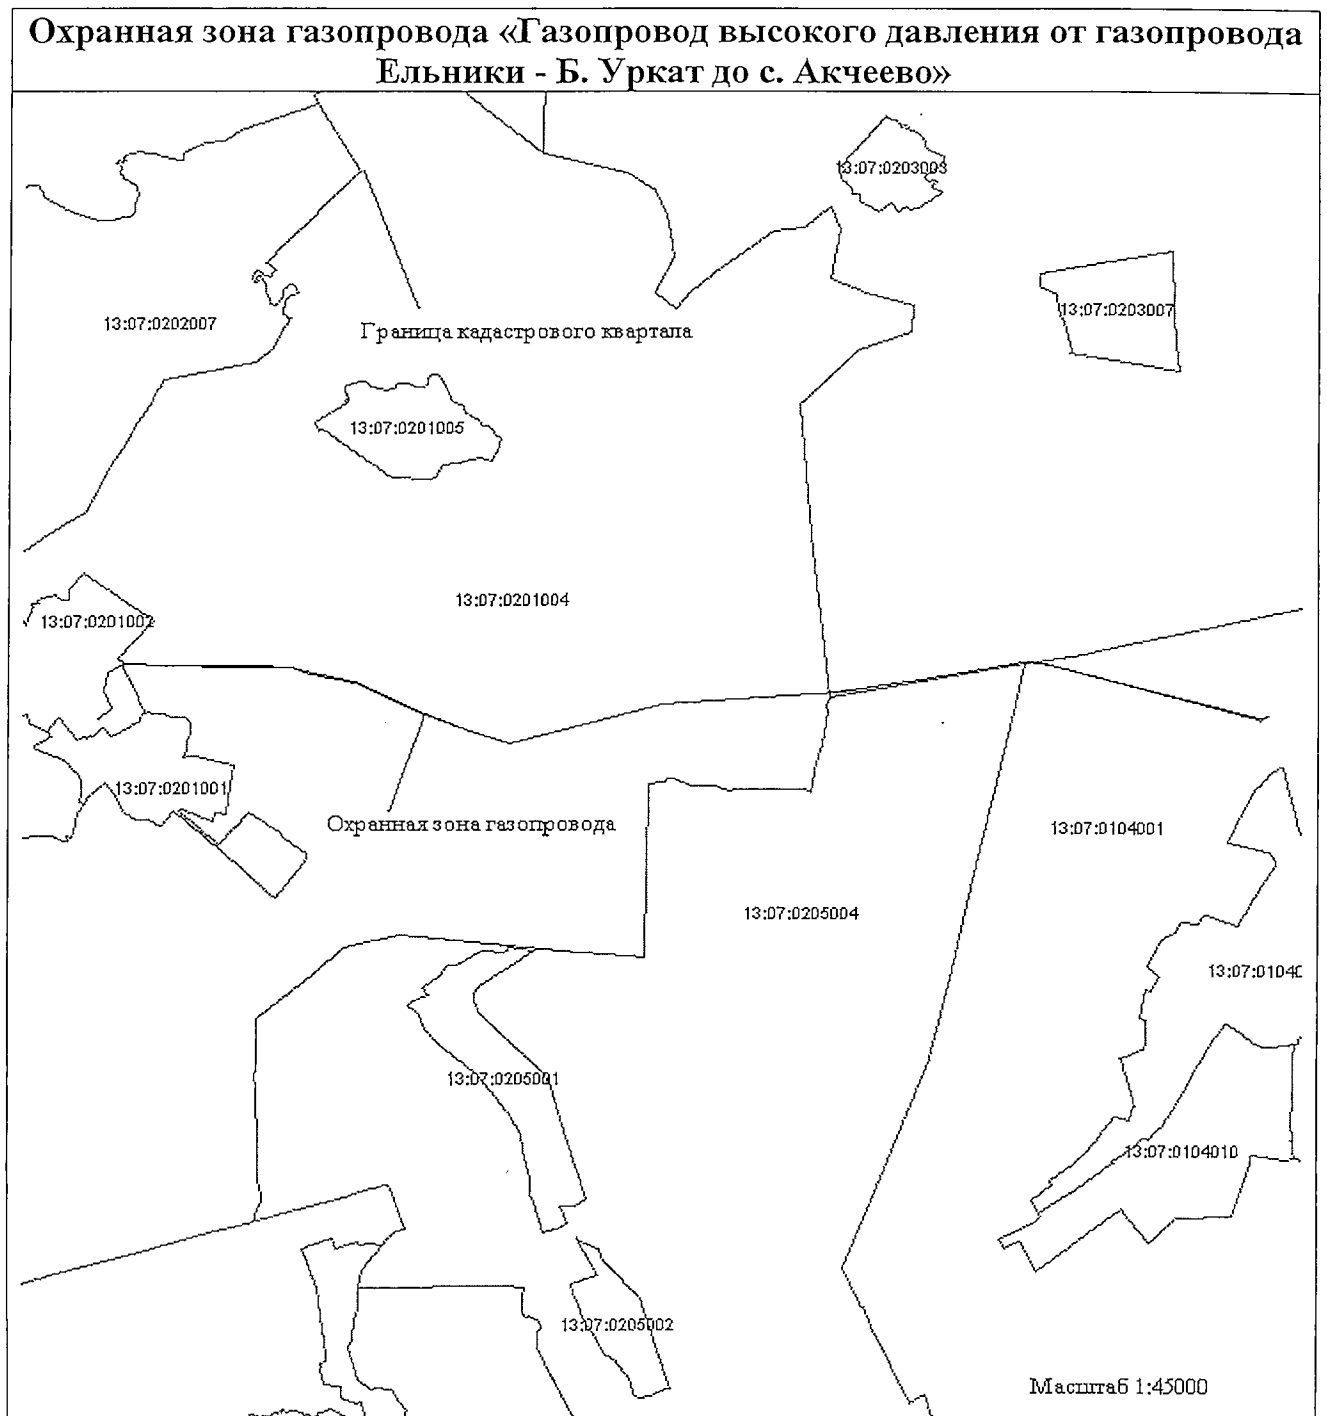 Охранная зона газопровода «Газопровод высокого давления от газопровода
Ельники - Б. Уркат до с. Акчеево»
13:07:0203003
13:07:0203007
13:07:0202007
Граница кадастрового квартала
13:07:0201005
13:07:0201004
13:07:0201002
13:07:0201001
Охранная зона газопровода
13:07:0104001
13:07:0205004
13:07:0104
13:07:0205001
13:07:0104010
13:07:0205002
Масштаб 1:45000